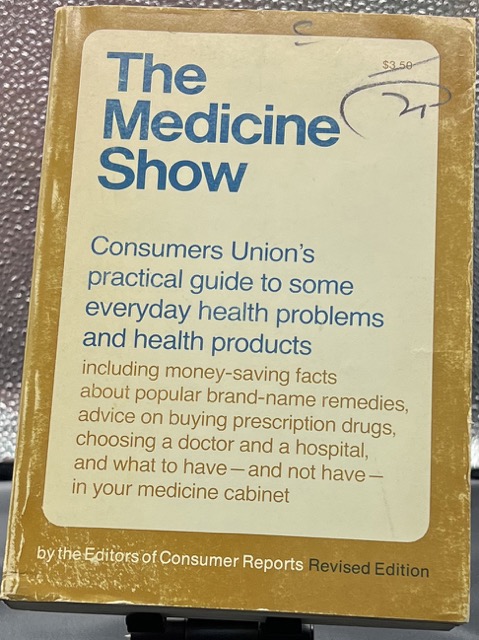 $3.50
The
Medicine
Show
Consumers Union's
practical guide to some
everyday health problems
and health products
including money-saving facts
about popular brand-name remedies,
advice on buying prescription drugs,
choosing a doctor and a hospital,
and what to have—and not have—
in your medicine cabinet
by the Editors of Consumer Reports Revised Edition